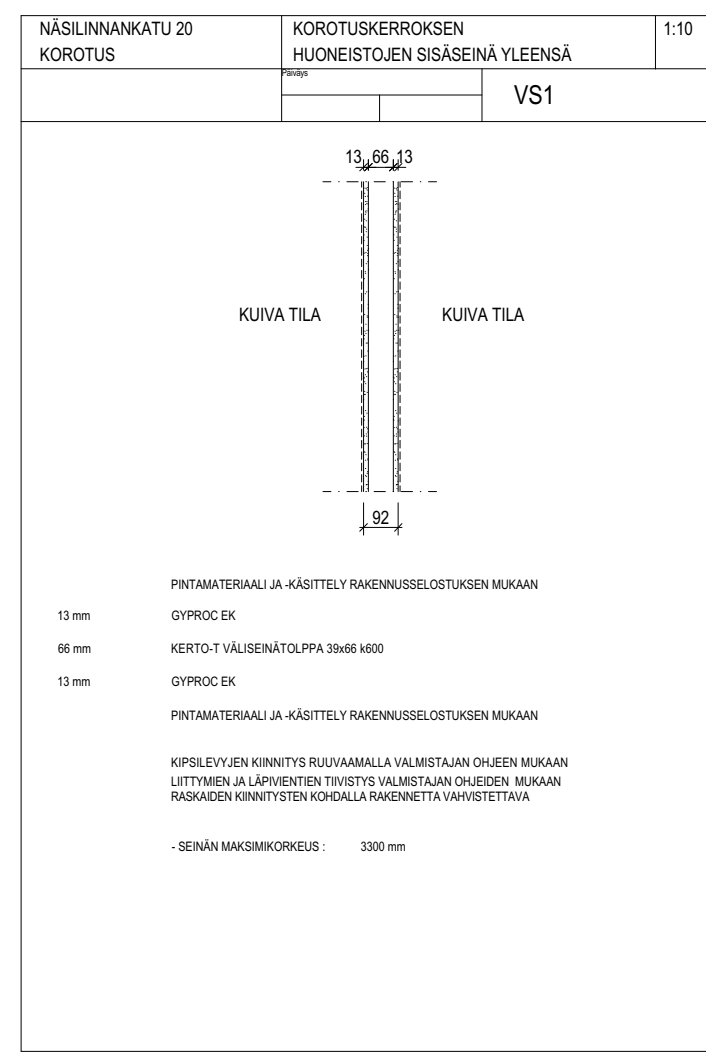 NÄSILINNANKATU 20
KOROTUS
KOROTUSKERROKSEN
HUONEISTOJEN SISÄSEINÄ YLEENSÄ
1:10
Päiväys
VS1
13 66 13
KUIVA TILA KUIVA TILA
92
PINTAMATERIAALI JA -KÄSITTELY RAKENNUSSELOSTUKSEN MUKAAN
13 mm GYPROC EK
66 mm KERTO-T VÄLISEINÄTOLPPA 39x66 k600
13 mm GYPROC EK
PINTAMATERIAALI JA -KÄSITTELY RAKENNUSSELOSTUKSEN MUKAAN
KIPSILEVYJEN KIINNITYS RUUVAAMALLA VALMISTAJAN OHJEEN MUKAAN
LIITTYMIEN JA LÄPIVIENTIEN TIIVISTYS VALMISTAJAN OHJEIDEN MUKAAN
RASKAIDEN KIINNITYSTEN KOHDALLA RAKENNETTA VAHVISTETTAVA
- SEINÄN MAKSIMIKORKEUS : 3300 mm